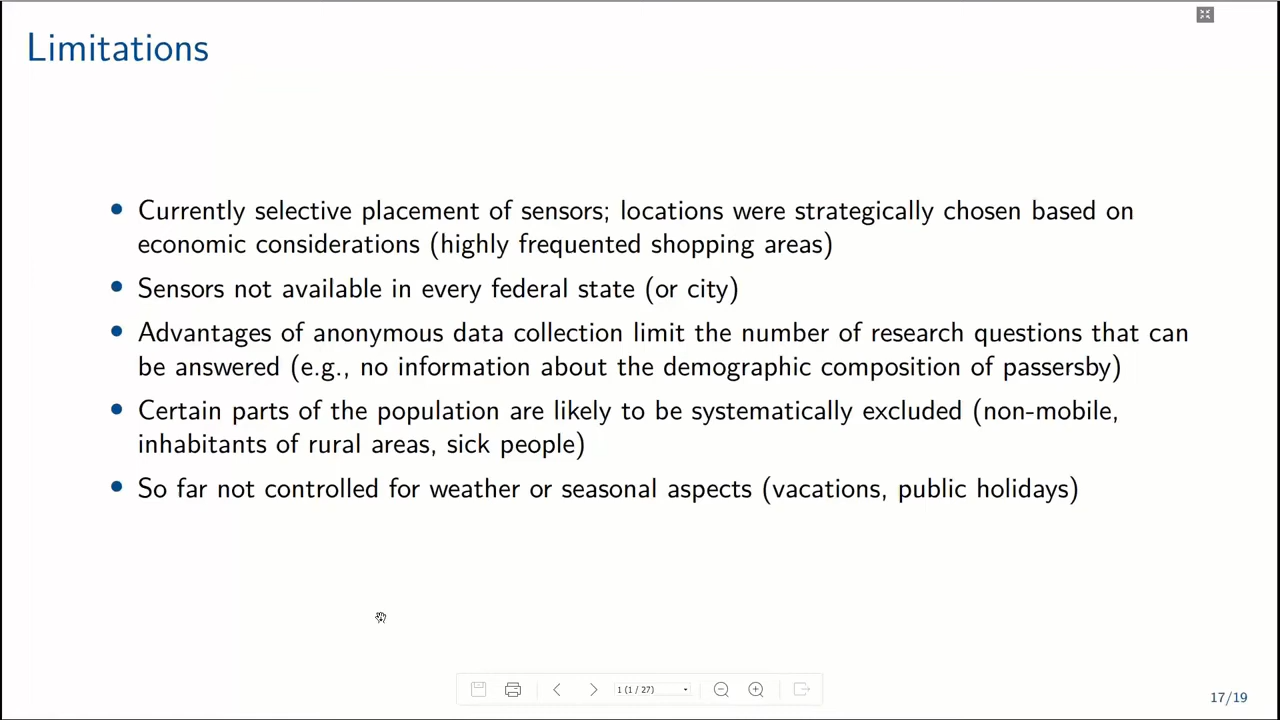 Limitations
• Currently selective placement of sensors; locations were strategically chosen based on
economic considerations (highly frequented shopping areas)
• Sensors not available in every federal state (or city)
• Advantages of anonymous data collection limit the number of research questions that can
be answered (e.g., no information about the demographic composition of passersby)
• Certain parts of the population are likely to be systematically excluded (non-mobile,
inhabitants of rural areas, sick people)
• So far not controlled for weather or seasonal aspects (vacations, public holidays)
1 (1 / 27)
17/19